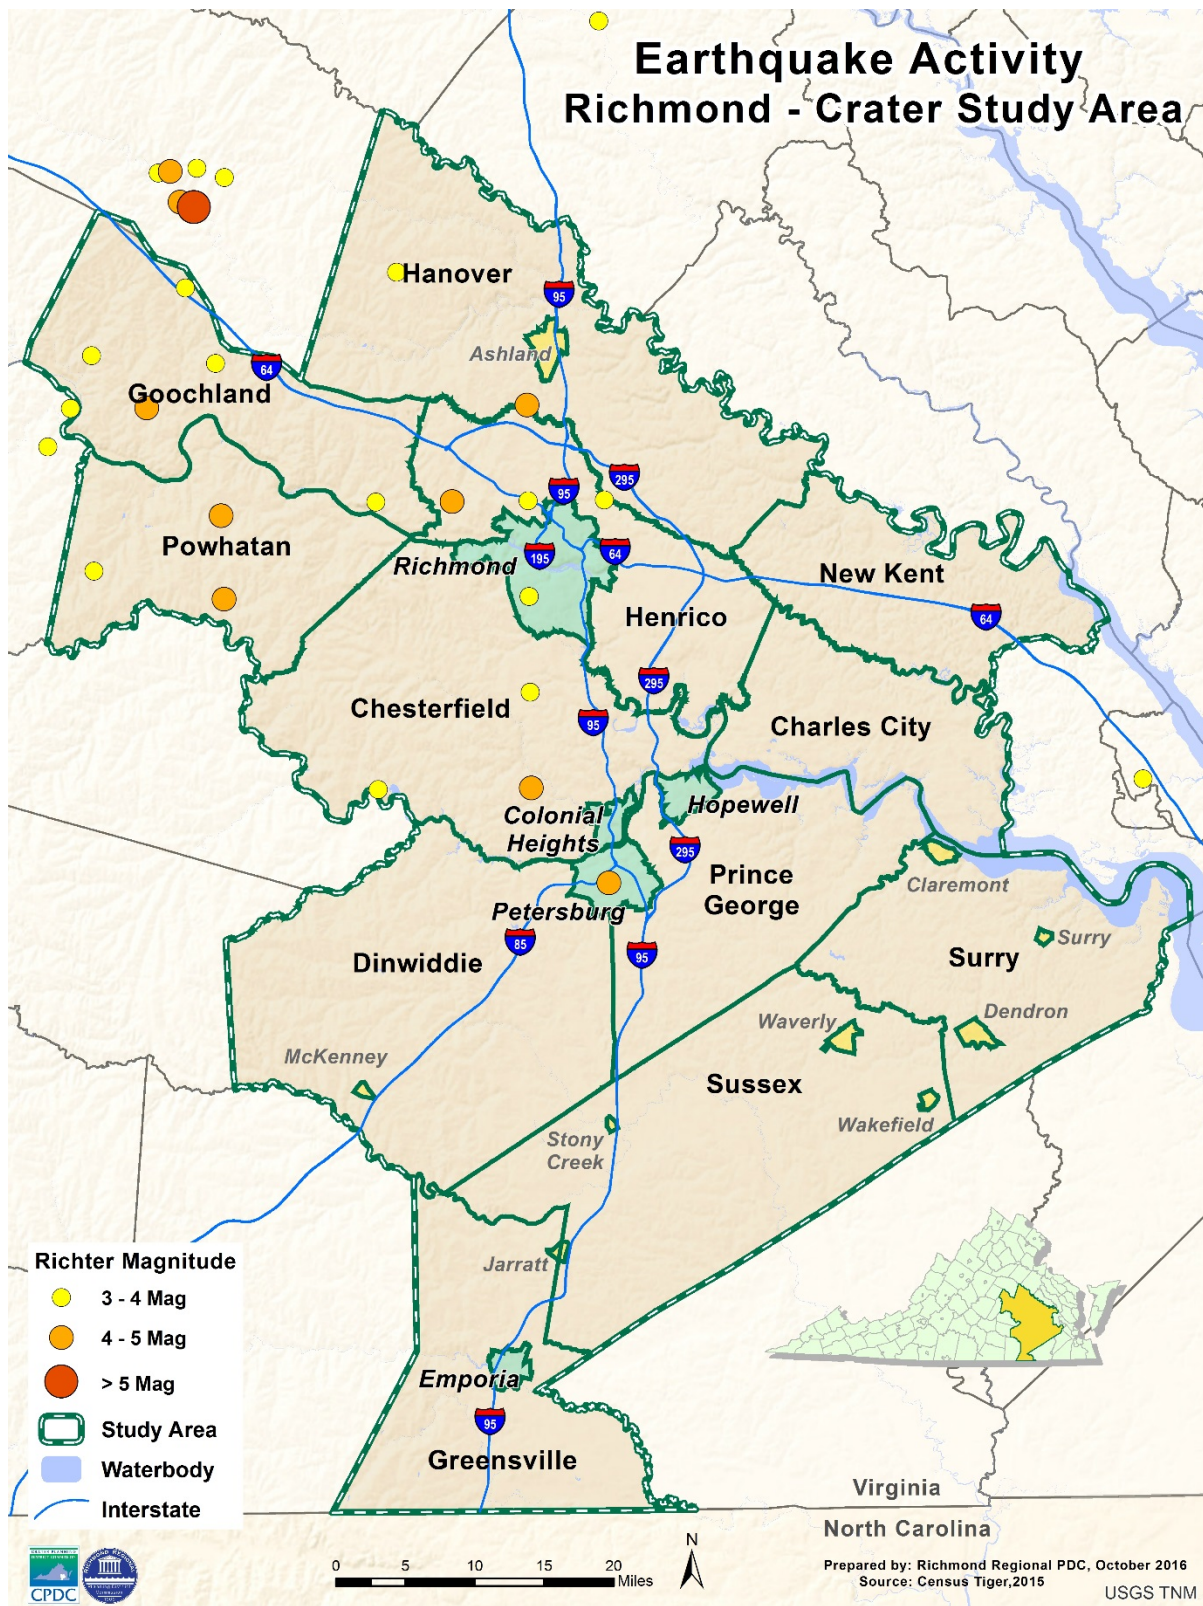 Earthquake Activity
Richmond - Crater Study Area
Hanover
95
Ashland
64
Goochland
295
95
Powhatan
Richmond
195
64
New Kent
Henrico
64
295
Chesterfield
95
Charles City
Colonial
Heights
Hopewell
295
Prince
George
Claremont
Petersburg
85
95
Dinwiddie
Surry
Surry
Waverly
Dendron
McKenney
Sussex
Wakefield
Stony
Creek
Jarratt
Emporia
95
Greensville
Richter Magnitude
3 - 4 Mag
4 - 5 Mag
> 5 Mag
Study Area
Waterbody
Interstate
Virginia
North Carolina
CPDC
0 5 10 15 20
Miles
N
Prepared by: Richmond Regional PDC, October 2016
Source: Census Tiger,2015
USGS TNM